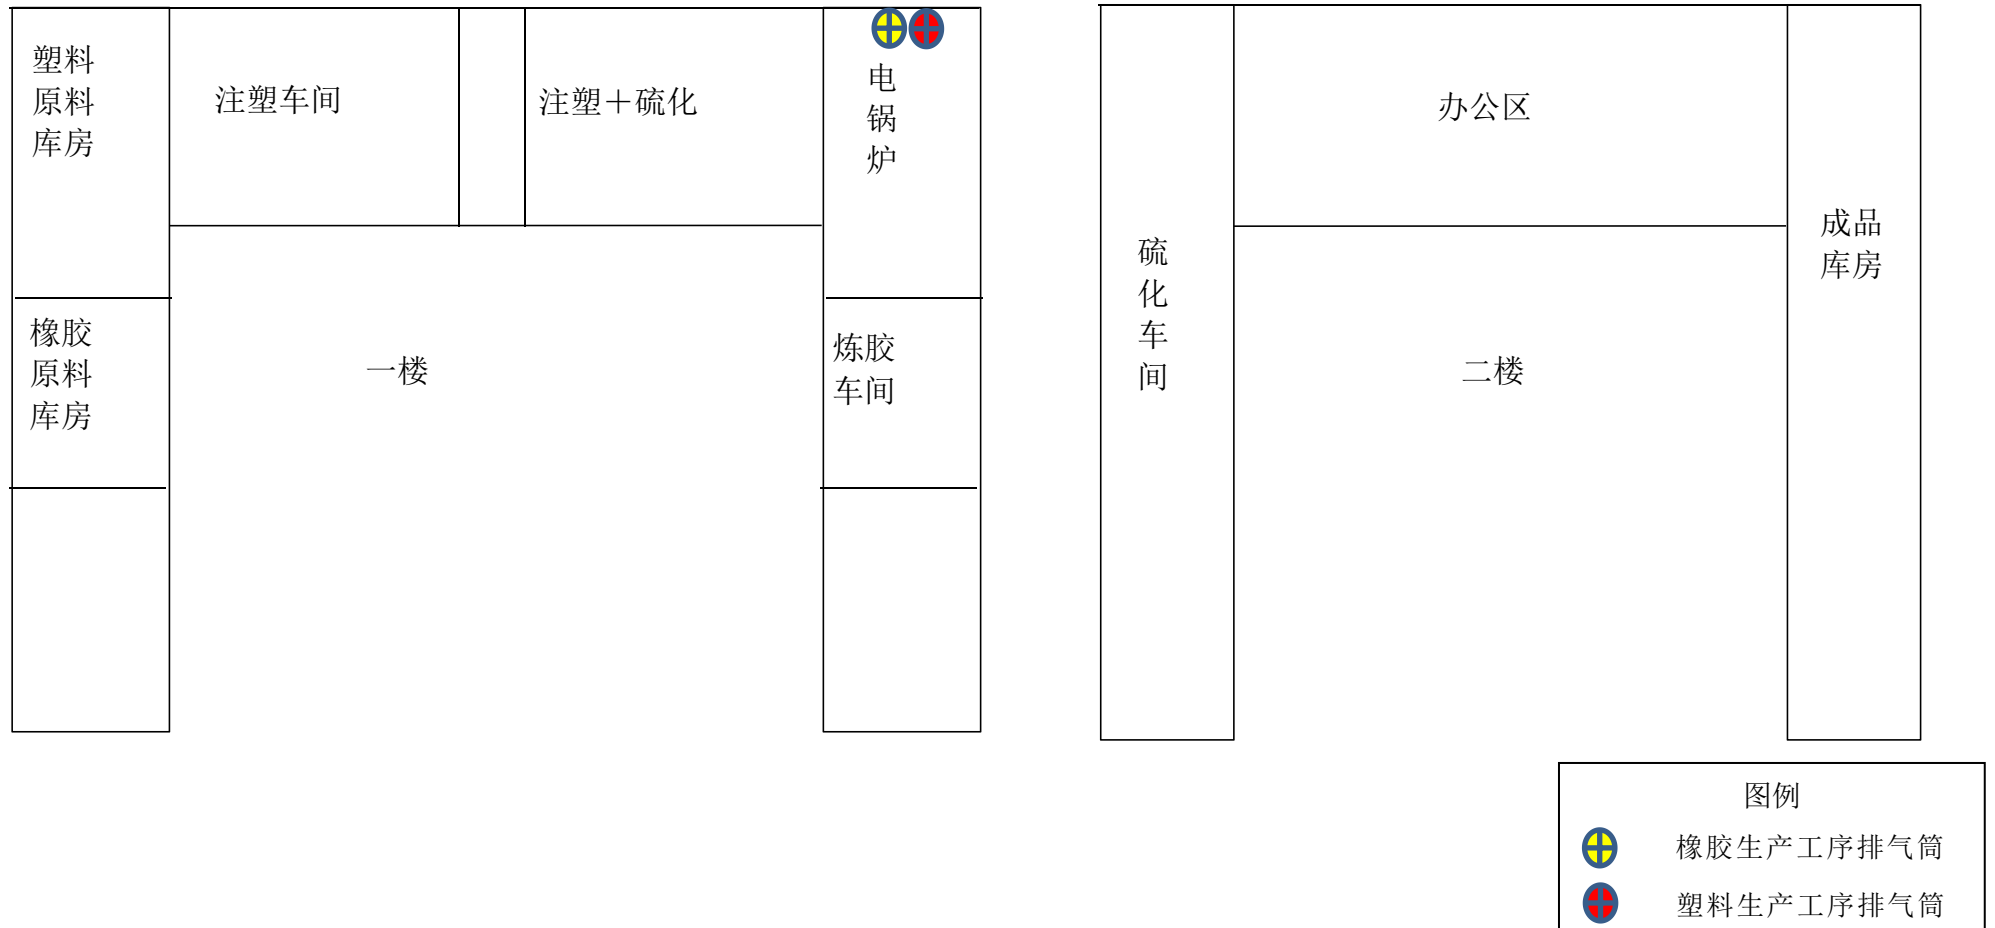 塑料
原料
库房
注塑车间
注塑＋硫化
电
锅
炉
橡胶
原料
库房
一楼
炼胶
车间
办公区
硫
化
车
间
成品
库房
二楼
图例
橡胶生产工序排气筒
塑料生产工序排气筒